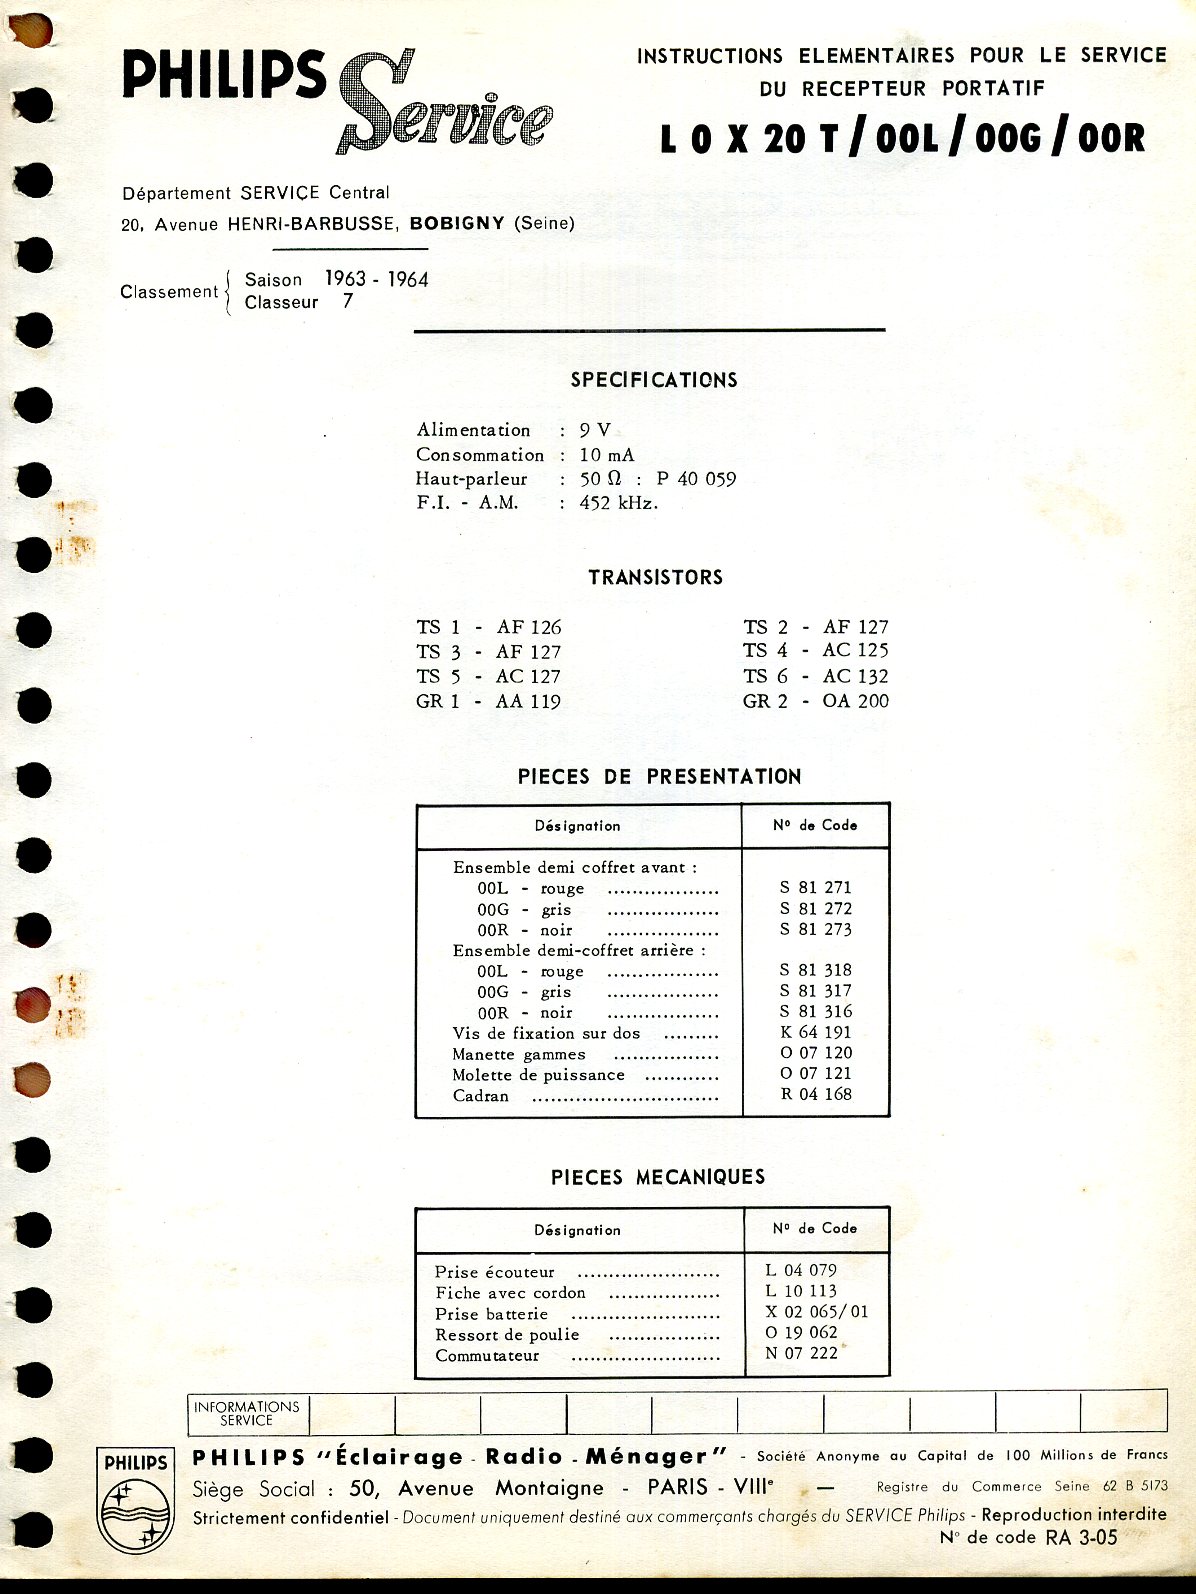 PHILIPS Service
INSTRUCTIONS ELEMENTAIRES POUR LE SERVICE
DU RECEPTEUR PORTATIF
L 0 X 20 T / 00L / 00G / 00R
Département SERVICE Central
20, Avenue HENRI-BARBUSSE, BOBIGNY (Seine)
Classement { Saison 1963 - 1964
Classeur 7
SPECIFICATIONS
Alimentation : 9 V
Consommation : 10 mA
Haut-parleur : 50 Ω : P 40 059
F.I. - A.M. : 452 kHz.
TRANSISTORS
TS 1 - AF 126 TS 2 - AF 127
TS 3 - AF 127 TS 4 - AC 125
TS 5 - AC 127 TS 6 - AC 132
GR 1 - AA 119 GR 2 - OA 200
PIECES DE PRESENTATION
Désignation N° de Code
Ensemble demi coffret avant :
00L - rouge .................. S 81 271
00G - gris .................. S 81 272
00R - noir .................. S 81 273
Ensemble demi-coffret arrière :
00L - rouge .................. S 81 318
00G - gris .................. S 81 317
00R - noir .................. S 81 316
Vis de fixation sur dos ......... K 64 191
Manette gammes ................. O 07 120
Molette de puissance ............ O 07 121
Cadran .............................. R 04 168
PIECES MECANIQUES
Désignation N° de Code
Prise écouteur ....................... L 04 079
Fiche avec cordon .................. L 10 113
Prise batterie ........................ X 02 065/01
Ressort de poulie .................. O 19 062
Commutateur ........................ N 07 222
INFORMATIONS
SERVICE
PHILIPS
PHILIPS "Éclairage - Radio - Ménager" - Société Anonyme au Capital de 100 Millions de Francs
Siège Social : 50, Avenue Montaigne - PARIS - VIIIe — Registre du Commerce Seine 62 B 5173
Strictement confidentiel - Document uniquement destiné aux commerçants chargés du SERVICE Philips - Reproduction interdite
N° de code RA 3-05